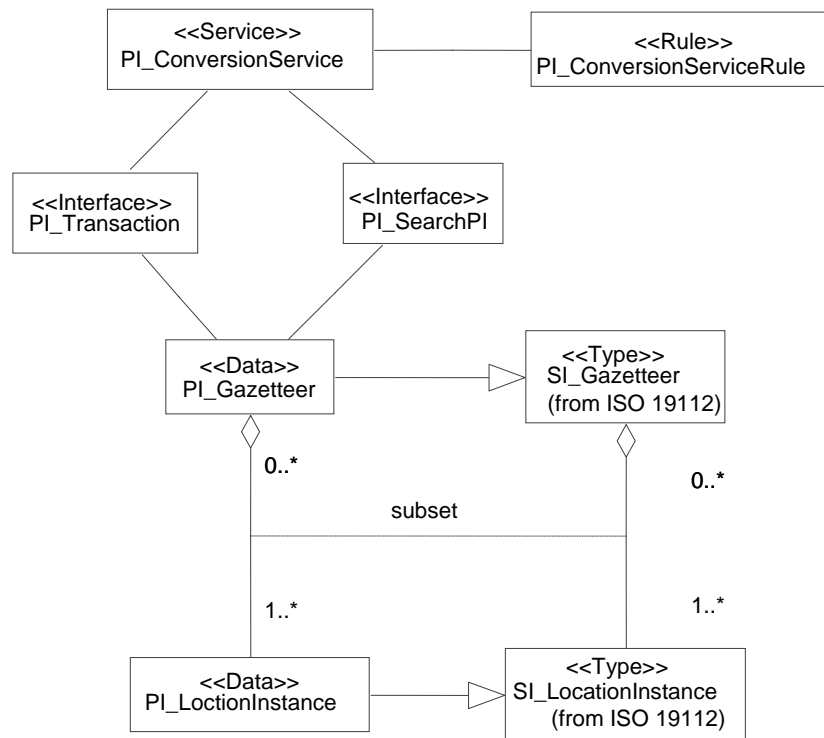 <<Service>>
PI_ConversionService
<<Rule>>
PI_ConversionServiceRule
<<Interface>>
PI_Transaction
<<Interface>>
PI_SearchPI
<<Data>>
PI_Gazetteer
<<Type>>
SI_Gazetteer
(from ISO 19112)
0..*
0..*
subset
1..*
1..*
<<Data>>
PI_LoctionInstance
<<Type>>
SI_LocationInstance
(from ISO 19112)